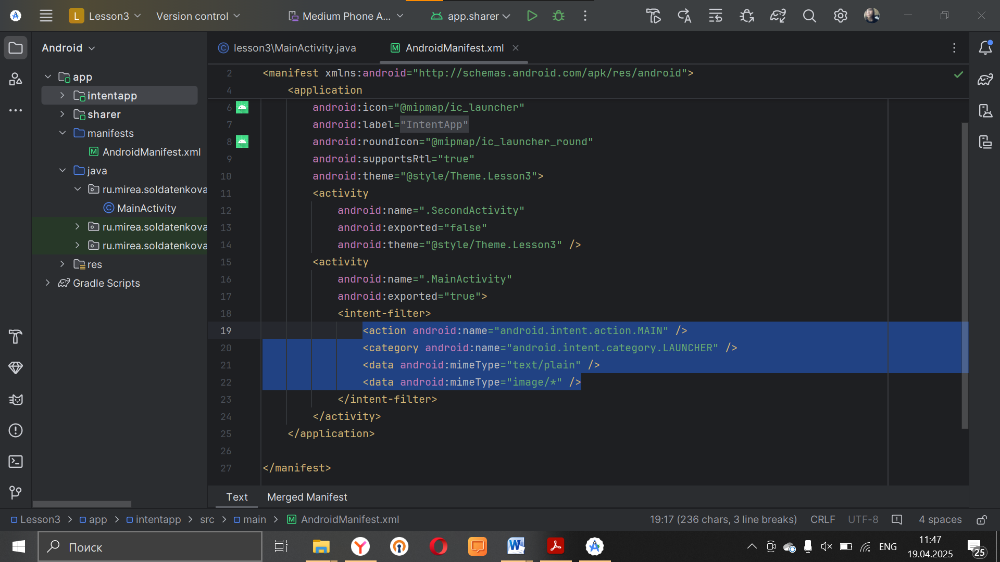 L Lesson3 Version control Medium Phone A... app.sharer
Android
app
intentapp
sharer
manifests
AndroidManifest.xml
java
ru.mirea.soldatenkova
MainActivity
ru.mirea.soldatenkova
ru.mirea.soldatenkova
res
Gradle Scripts
lesson3\MainActivity.java AndroidManifest.xml
2 <manifest xmlns:android="http://schemas.android.com/apk/res/android">
4 <application
6 android:icon="@mipmap/ic_launcher"
7 android:label="IntentApp"
8 android:roundIcon="@mipmap/ic_launcher_round"
9 android:supportsRtl="true"
10 android:theme="@style/Theme.Lesson3">
11 <activity
12 android:name=".SecondActivity"
13 android:exported="false"
14 android:theme="@style/Theme.Lesson3" />
15 <activity
16 android:name=".MainActivity"
17 android:exported="true">
18 <intent-filter>
19 <action android:name="android.intent.action.MAIN" />
20 <category android:name="android.intent.category.LAUNCHER" />
21 <data android:mimeType="text/plain" />
22 <data android:mimeType="image/*" />
23 </intent-filter>
24 </activity>
25 </application>
26
27 </manifest>
Text Merged Manifest
Lesson3 > app > intentapp > src > main > AndroidManifest.xml
19:17 (236 chars, 3 line breaks) CRLF UTF-8 4 spaces
Поиск
ENG
11:47
19.04.2025
25